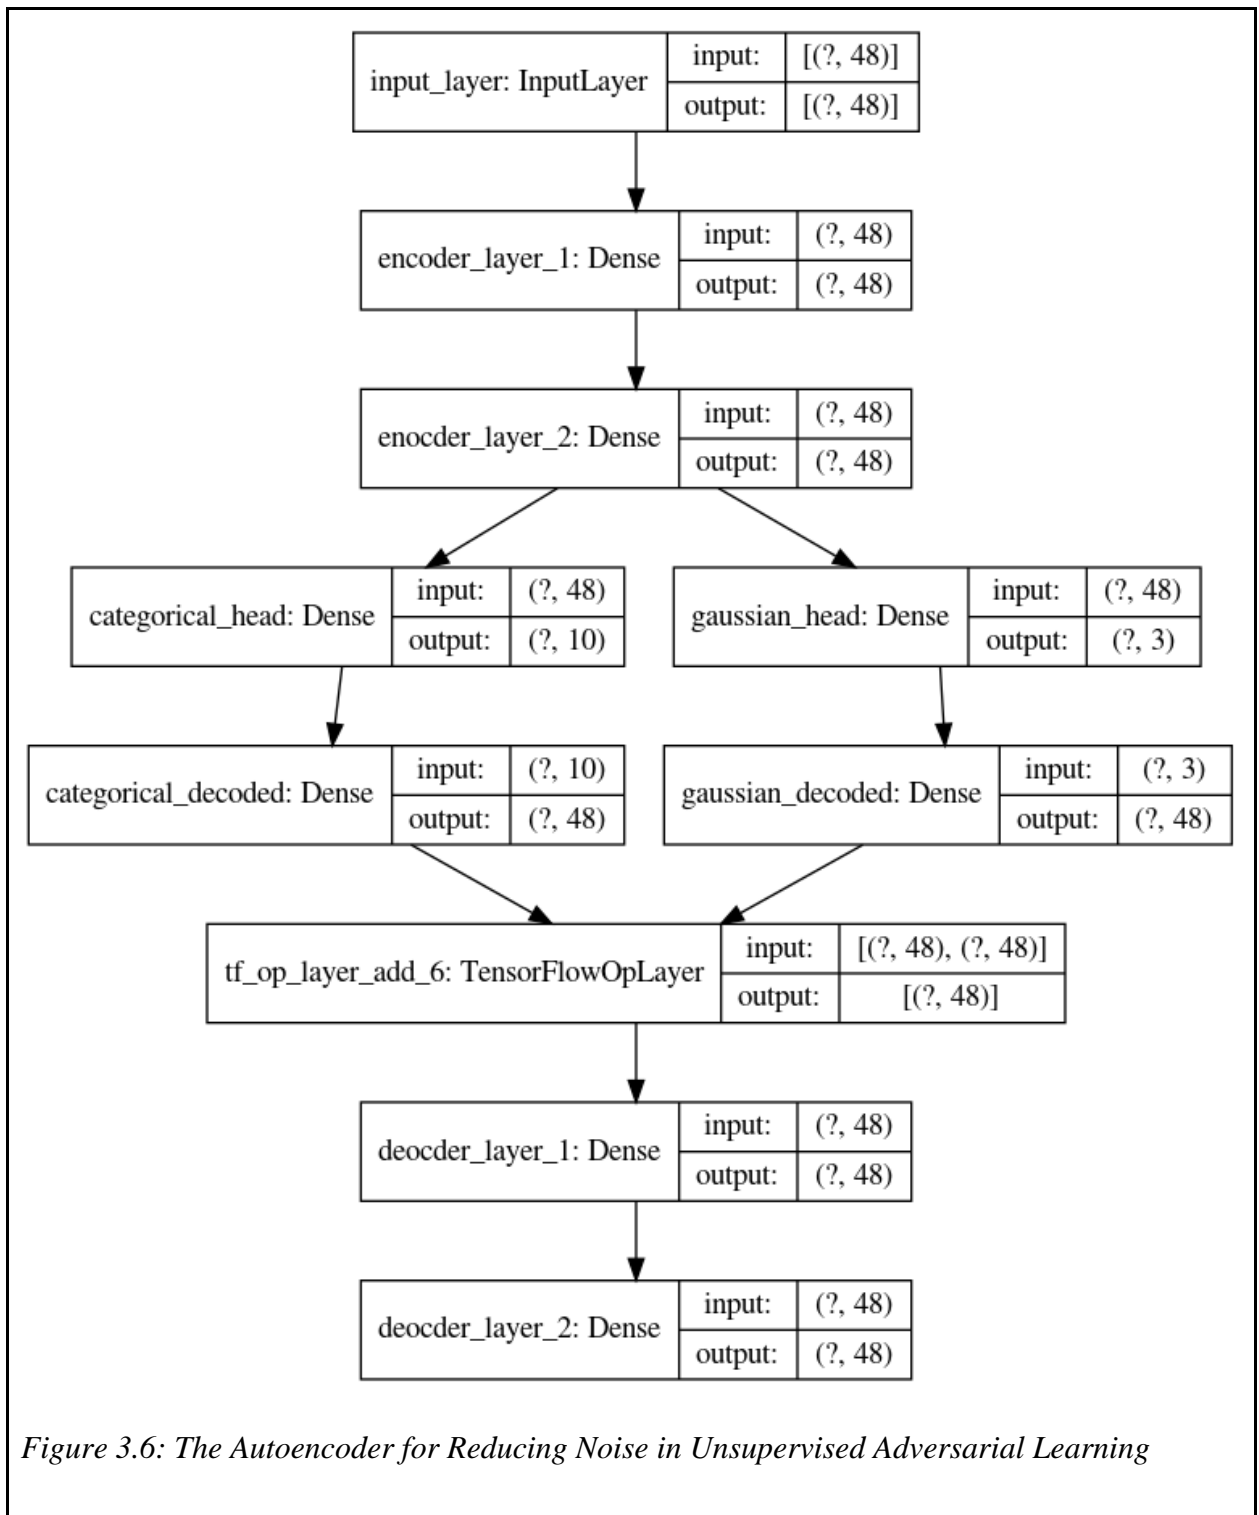 input_layer: InputLayer
input: [(?, 48)]
output: [(?, 48)]
encoder_layer_1: Dense
input: (?, 48)
output: (?, 48)
enocder_layer_2: Dense
input: (?, 48)
output: (?, 48)
categorical_head: Dense
input: (?, 48)
output: (?, 10)
gaussian_head: Dense
input: (?, 48)
output: (?, 3)
categorical_decoded: Dense
input: (?, 10)
output: (?, 48)
gaussian_decoded: Dense
input: (?, 3)
output: (?, 48)
tf_op_layer_add_6: TensorFlowOpLayer
input: [(?, 48), (?, 48)]
output: [(?, 48)]
deocder_layer_1: Dense
input: (?, 48)
output: (?, 48)
deocder_layer_2: Dense
input: (?, 48)
output: (?, 48)
Figure 3.6: The Autoencoder for Reducing Noise in Unsupervised Adversarial Learning